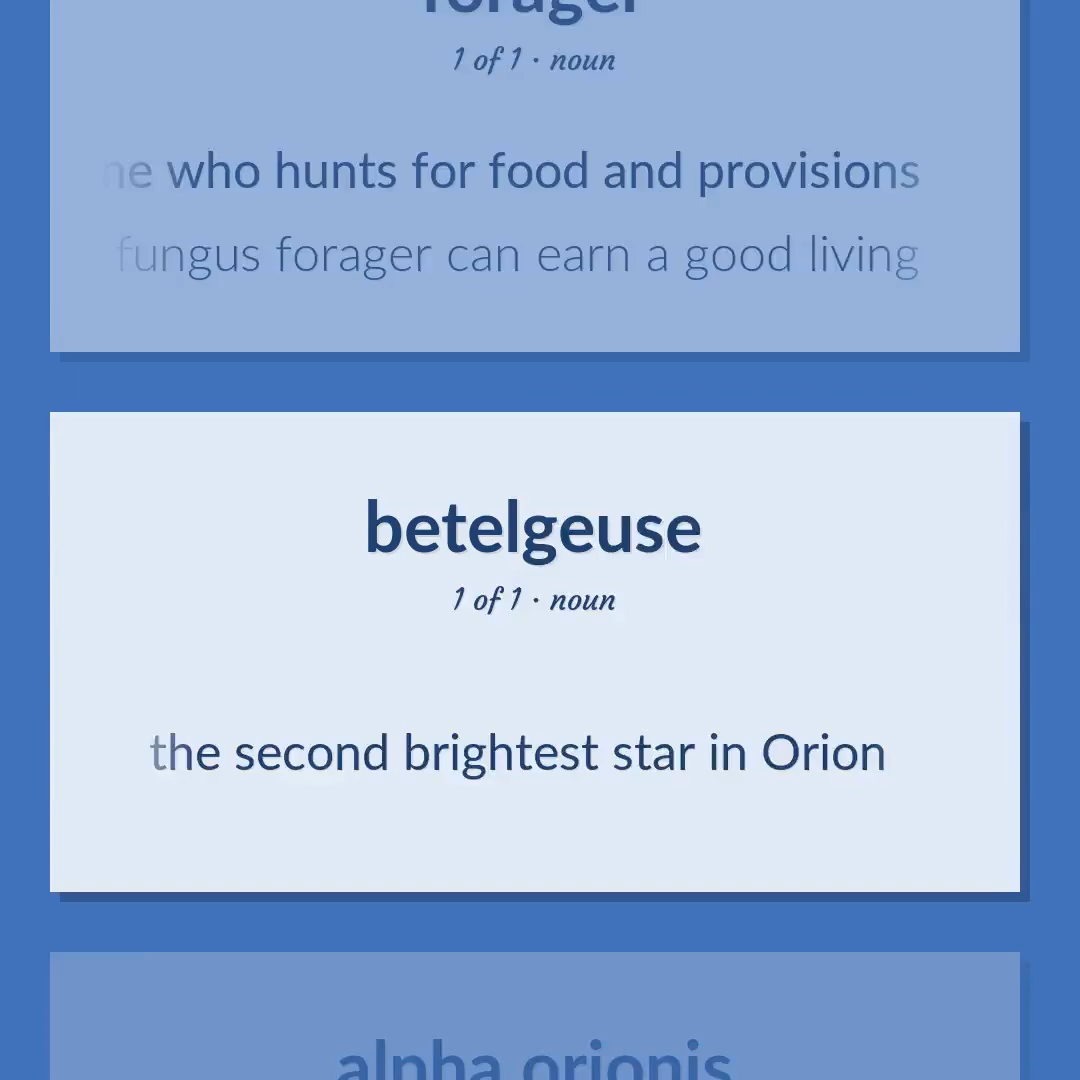 forager
1 of 1 · noun
who hunts for food and provisions
fungus forager can earn a good living
betelgeuse
1 of 1 · noun
the second brightest star in Orion
alpha orionis